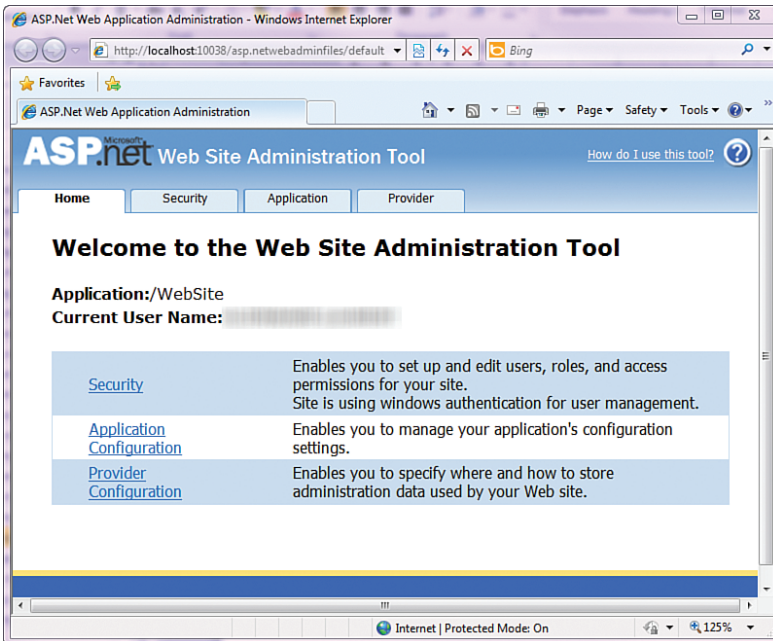 ASP.Net Web Application Administration - Windows Internet Explorer
http://localhost:10038/asp.netwebadminfiles/default
Bing
Favorites
ASP.Net Web Application Administration
Page Safety Tools
Microsoft
ASP.net Web Site Administration Tool
How do I use this tool? ?
Home Security Application Provider
Welcome to the Web Site Administration Tool
Application:/WebSite
Current User Name:
Security
Enables you to set up and edit users, roles, and access
permissions for your site.
Site is using windows authentication for user management.
Application
Configuration
Enables you to manage your application's configuration
settings.
Provider
Configuration
Enables you to specify where and how to store
administration data used by your Web site.
Internet | Protected Mode: On
125%